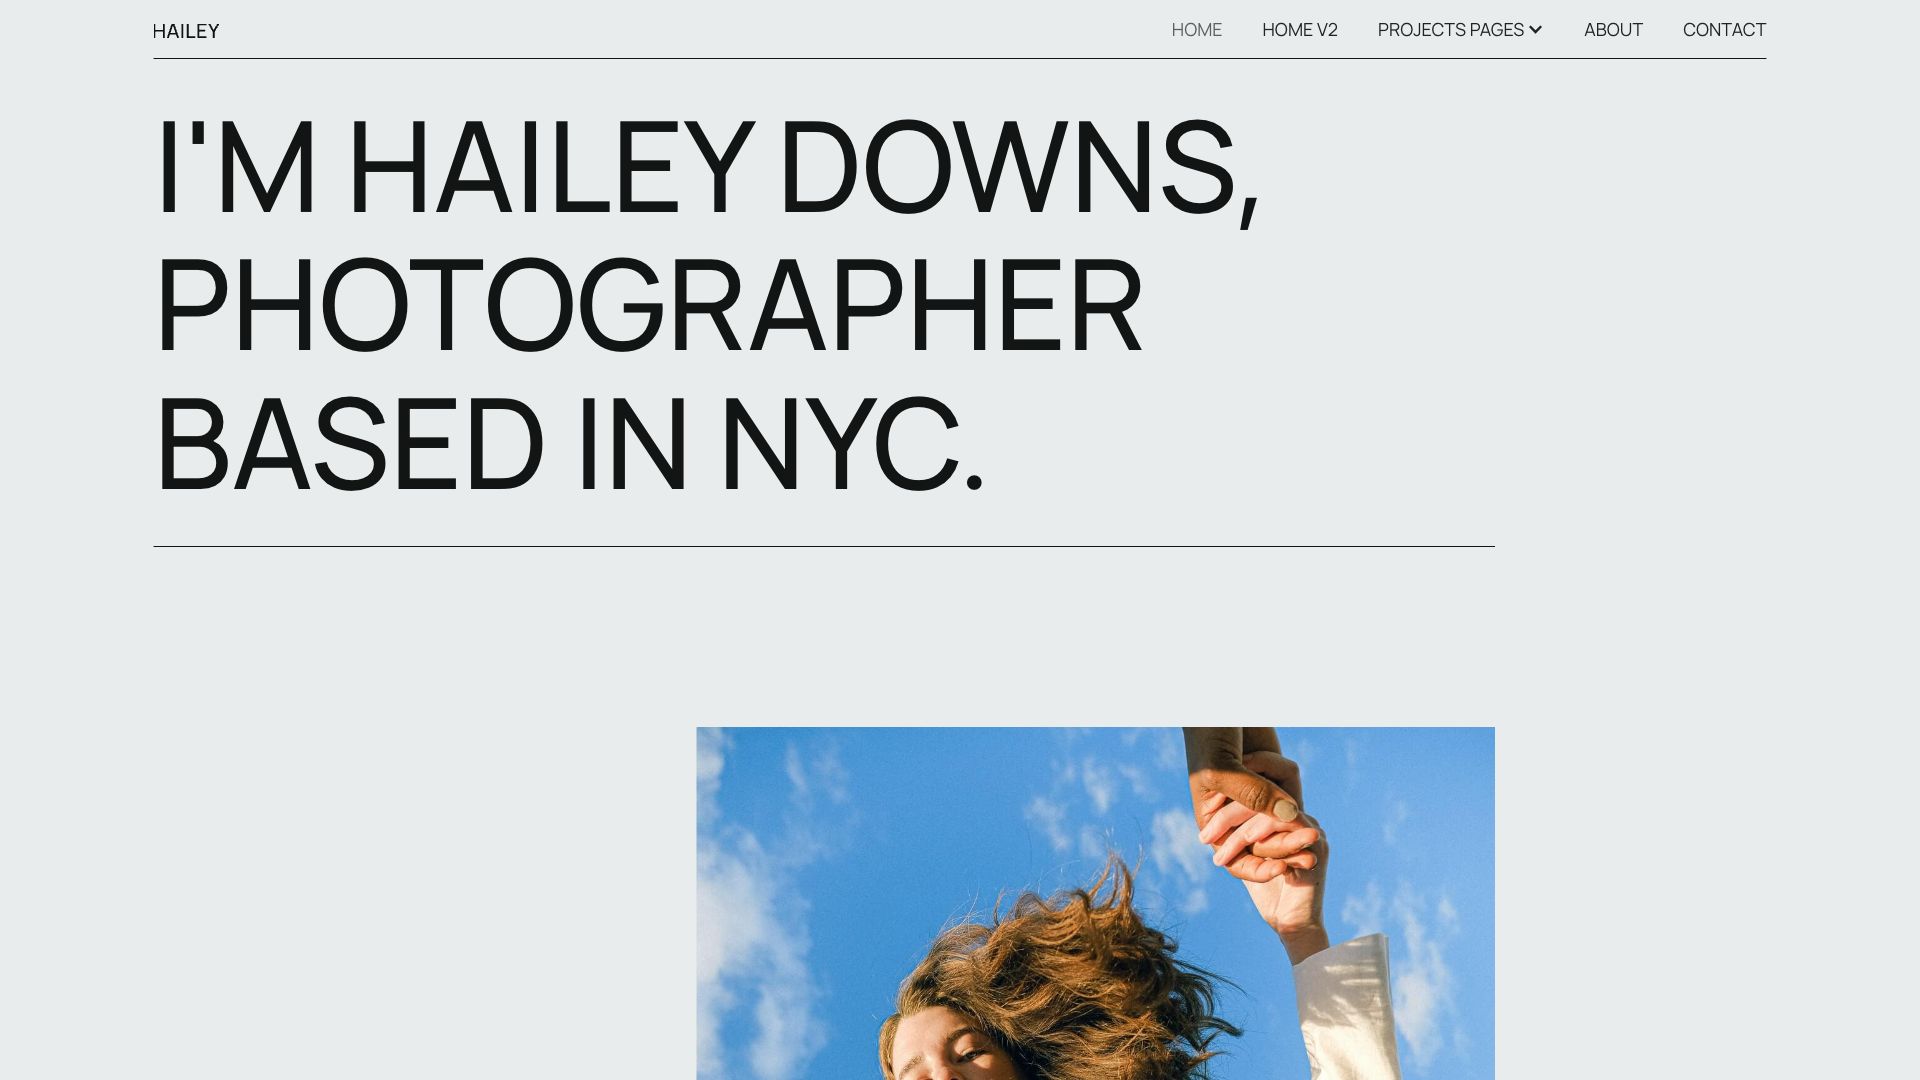 HAILEY
HOME HOME V2 PROJECTS PAGES ABOUT CONTACT
I'M HAILEY DOWNS,
PHOTOGRAPHER
BASED IN NYC.